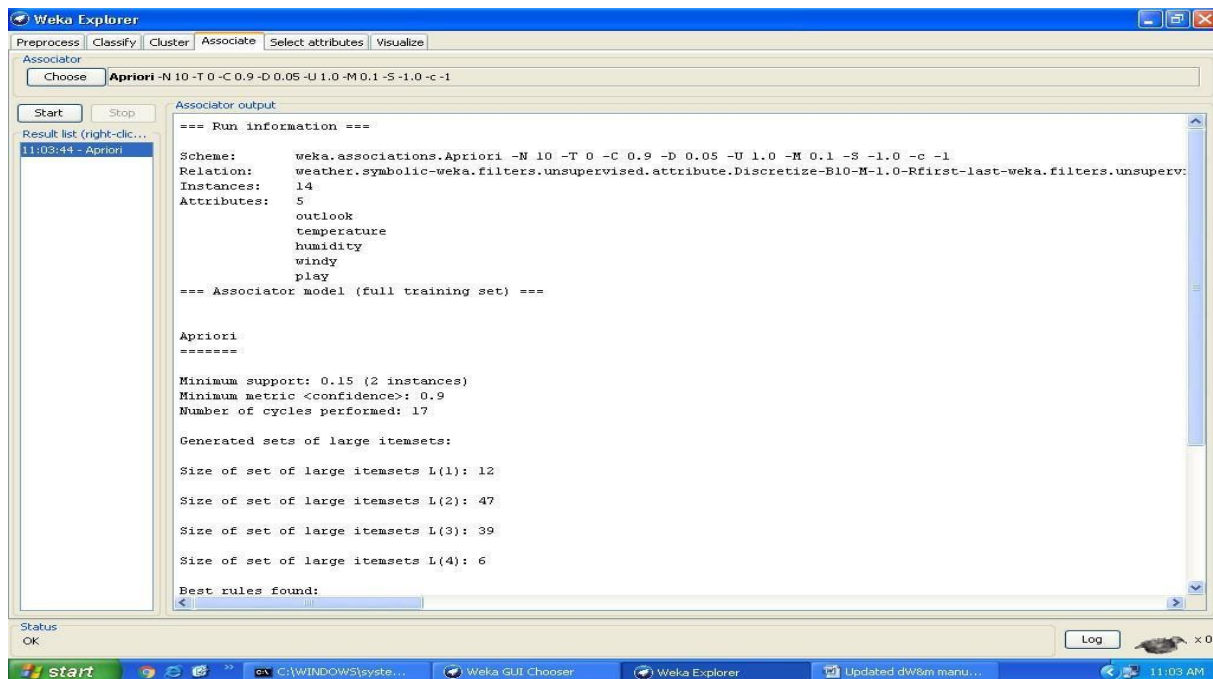 Weka Explorer
Preprocess Classify Cluster Associate Select attributes Visualize
Associator
Choose Apriori -N 10 -T 0 -C 0.9 -D 0.05 -U 1.0 -M 0.1 -S -1.0 -c -1
Start Stop
Result list (right-clic...
11:03:44 - Apriori
Associator output
=== Run information ===
Scheme: weka.associations.Apriori -N 10 -T 0 -C 0.9 -D 0.05 -U 1.0 -M 0.1 -S -1.0 -c -1
Relation: weather.symbolic-weka.filters.unsupervised.attribute.Discretize-B10-M-1.0-Rfirst-last-weka.filters.unsuperv:
Instances: 14
Attributes: 5
outlook
temperature
humidity
windy
play
=== Associator model (full training set) ===
Apriori
=======
Minimum support: 0.15 (2 instances)
Minimum metric <confidence>: 0.9
Number of cycles performed: 17
Generated sets of large itemsets:
Size of set of large itemsets L(1): 12
Size of set of large itemsets L(2): 47
Size of set of large itemsets L(3): 39
Size of set of large itemsets L(4): 6
Best rules found:
Status
OK
Log x 0
start C:\WINDOWS\syste... Weka GUI Chooser Weka Explorer Updated dW&m manu... 11:03 AM